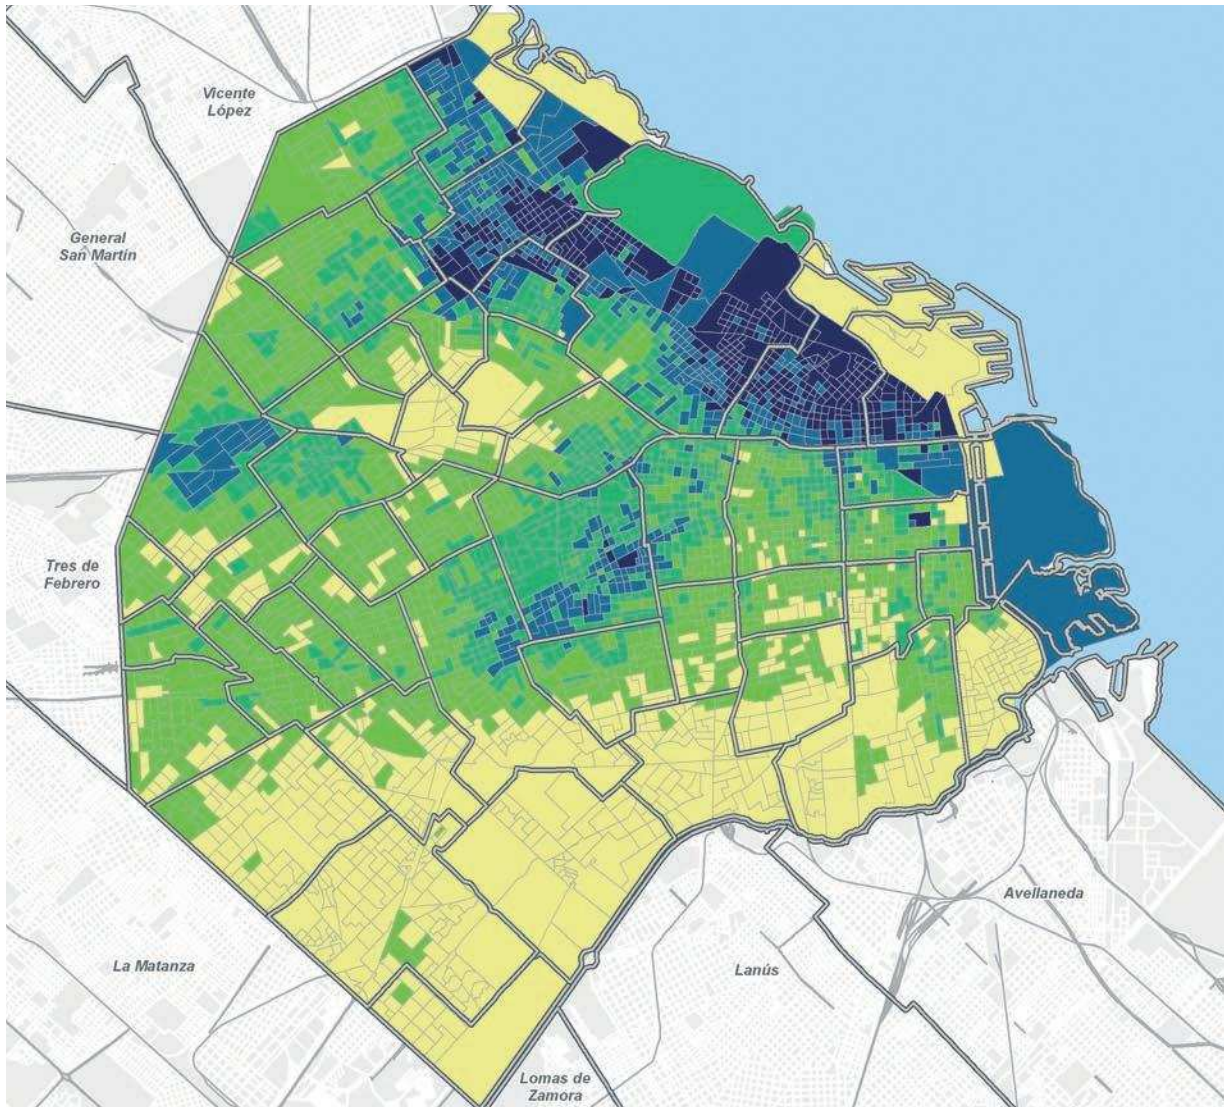 Vicente
López
General
San Martín
Tres de
Febrero
La Matanza
Avellaneda
Lanús
Lomas de
Zamora